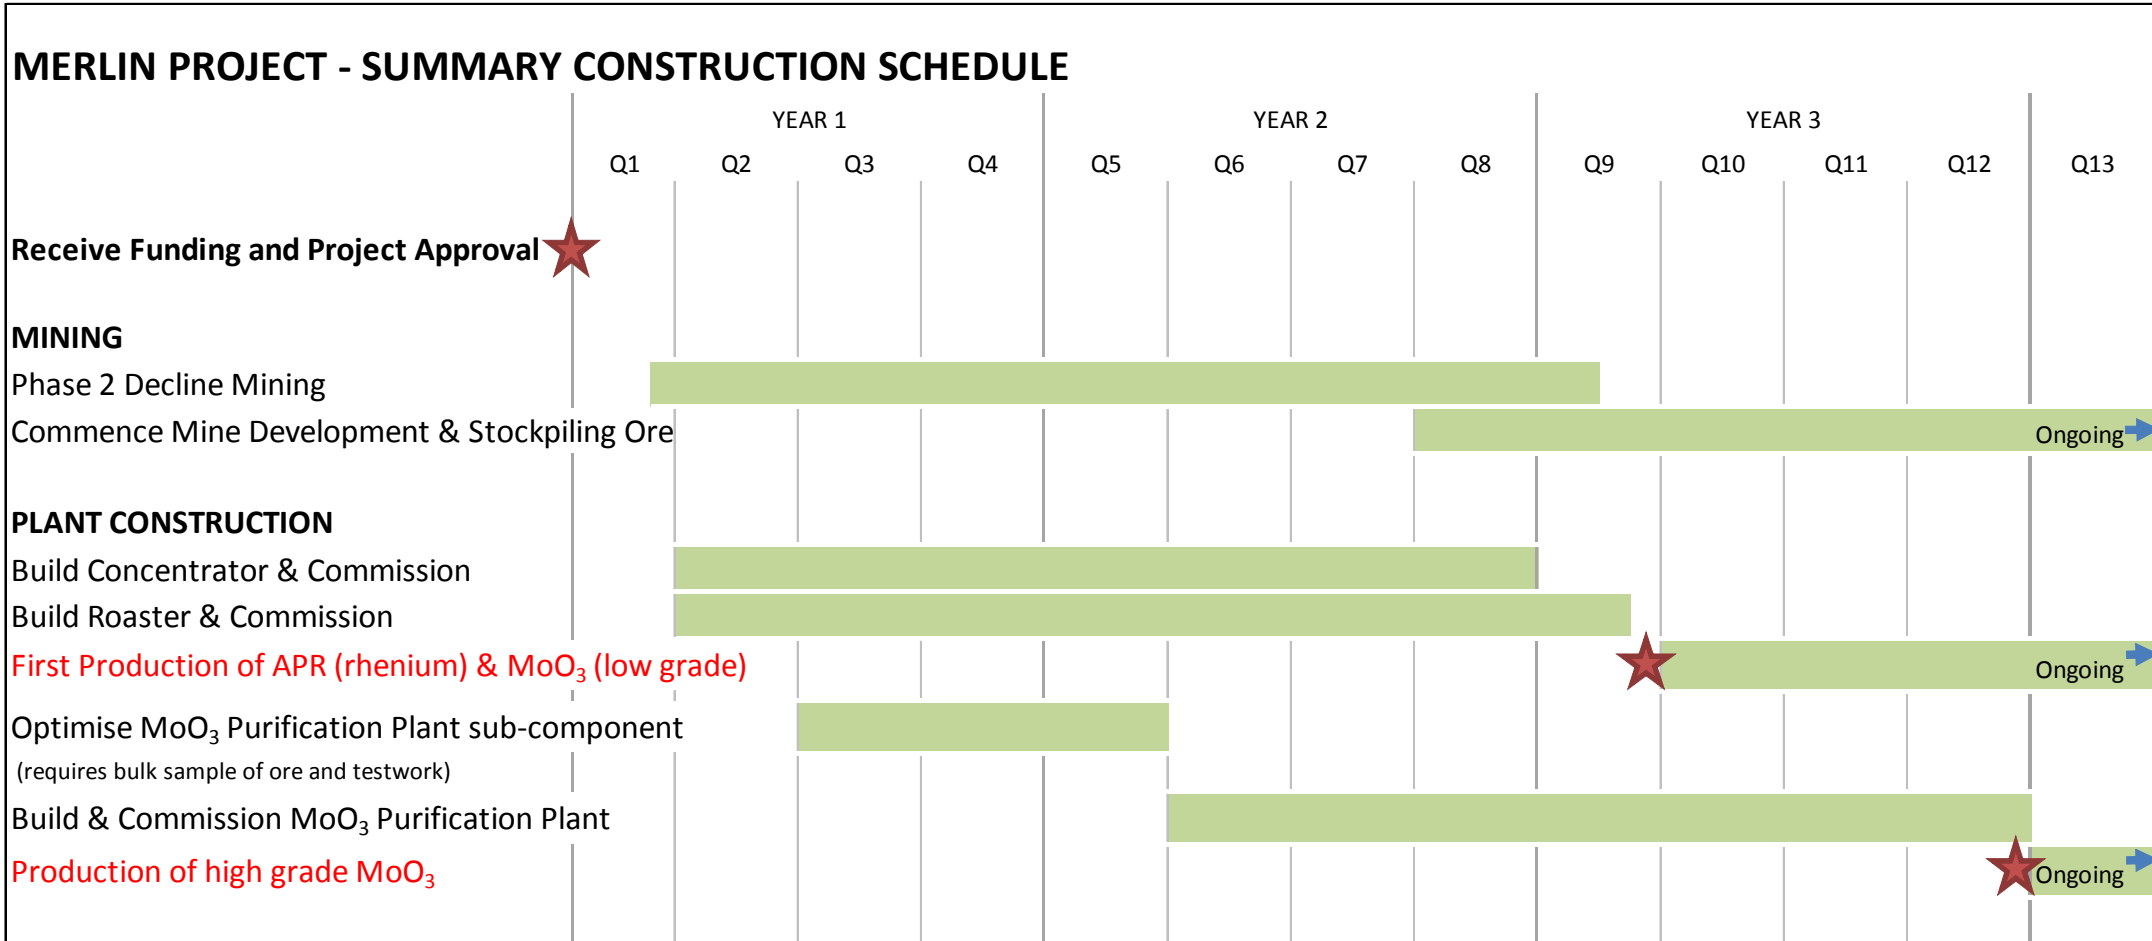 MERLIN PROJECT - SUMMARY CONSTRUCTION SCHEDULE
YEAR 1 YEAR 2 YEAR 3
Q1 Q2 Q3 Q4 Q5 Q6 Q7 Q8 Q9 Q10 Q11 Q12 Q13
Receive Funding and Project Approval
MINING
Phase 2 Decline Mining
Commence Mine Development & Stockpiling Ore Ongoing
PLANT CONSTRUCTION
Build Concentrator & Commission
Build Roaster & Commission
First Production of APR (rhenium) & MoO₃ (low grade) Ongoing
Optimise MoO₃ Purification Plant sub-component
(requires bulk sample of ore and testwork)
Build & Commission MoO₃ Purification Plant
Production of high grade MoO₃ Ongoing